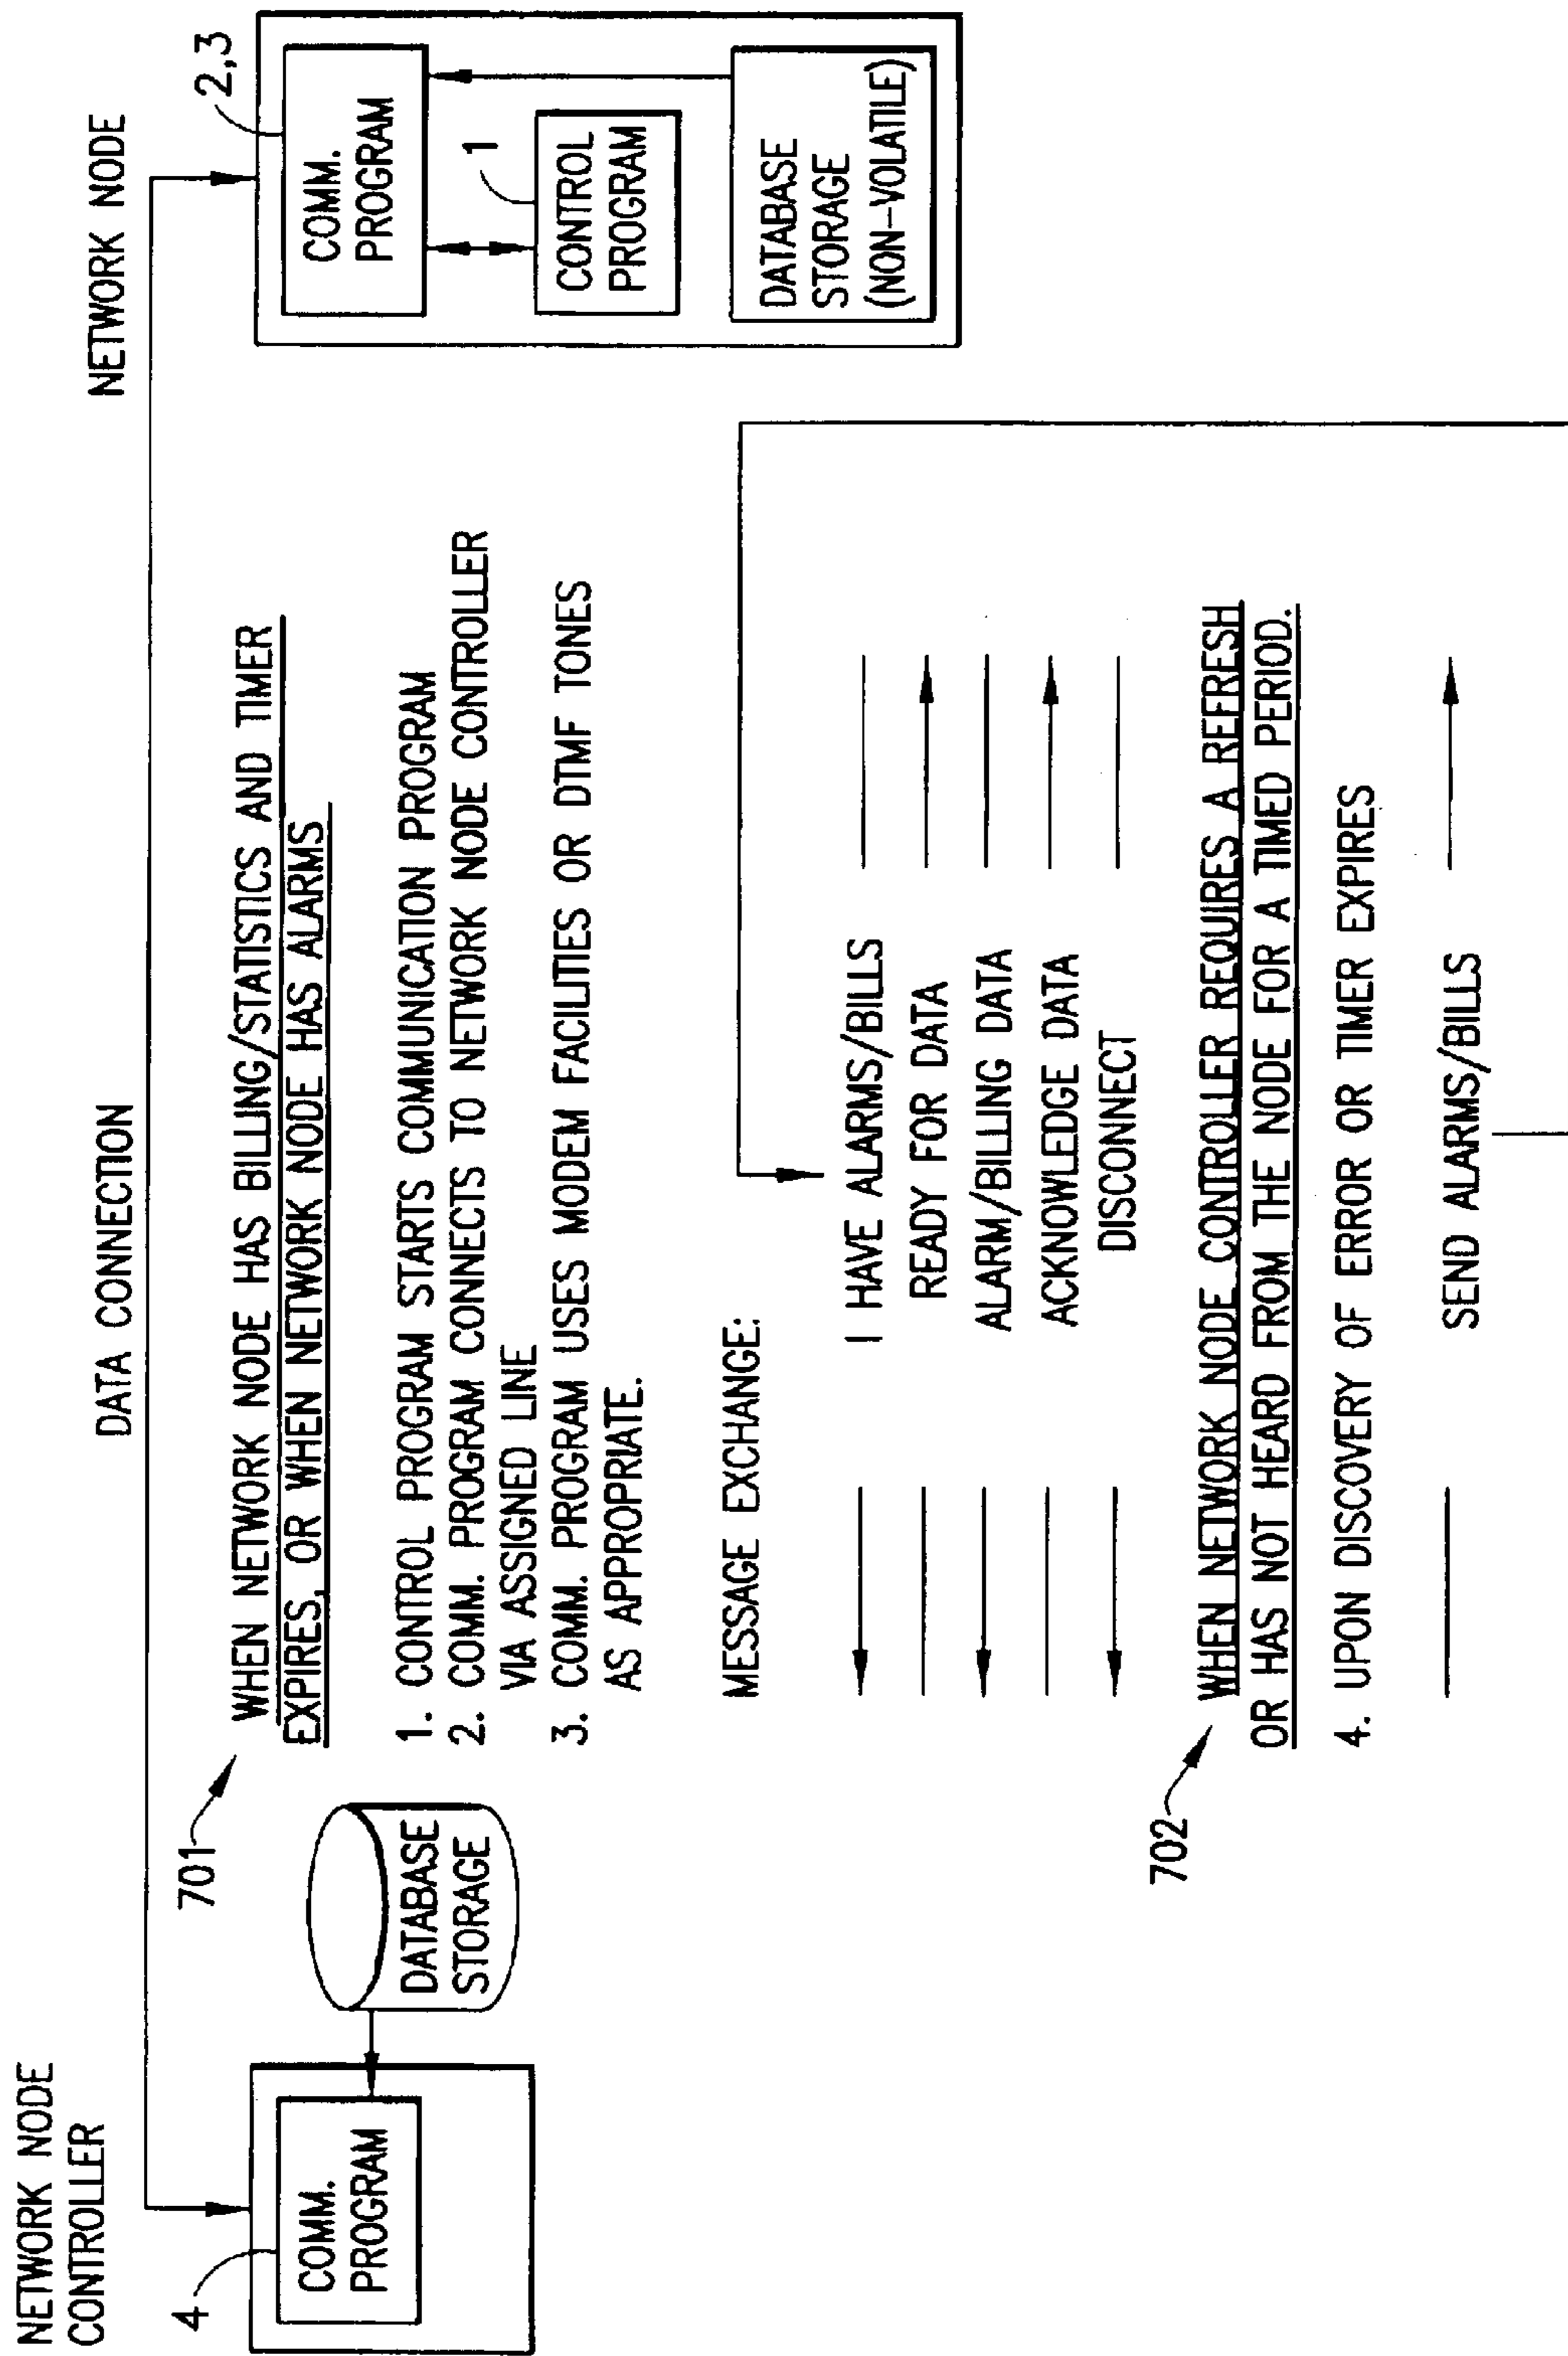 NETWORK NODE
CONTROLLER
DATA CONNECTION
NETWORK NODE
4
COMM.
PROGRAM
DATABASE
STORAGE
2,3
COMM.
PROGRAM
1
CONTROL
PROGRAM
DATABASE
STORAGE
(NON-VOLATILE)
701
WHEN NETWORK NODE HAS BILLING/STATISTICS AND TIMER
EXPIRES, OR WHEN NETWORK NODE HAS ALARMS
1. CONTROL PROGRAM STARTS COMMUNICATION PROGRAM
2. COMM. PROGRAM CONNECTS TO NETWORK NODE CONTROLLER
VIA ASSIGNED LINE
3. COMM. PROGRAM USES MODEM FACILITIES OR DTMF TONES
AS APPROPRIATE.
MESSAGE EXCHANGE:
I HAVE ALARMS/BILLS
READY FOR DATA
ALARM/BILLING DATA
ACKNOWLEDGE DATA
DISCONNECT
702
WHEN NETWORK NODE CONTROLLER REQUIRES A REFRESH
OR HAS NOT HEARD FROM THE NODE FOR A TIMED PERIOD.
4. UPON DISCOVERY OF ERROR OR TIMER EXPIRES
SEND ALARMS/BILLS